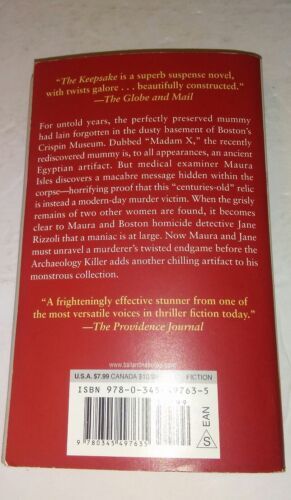 “The Keepsake is a superb suspense novel,
with twists galore . . . beautifully constructed.”
—The Globe and Mail
For untold years, the perfectly preserved mummy
had lain forgotten in the dusty basement of Boston’s
Crispin Museum. Dubbed “Madam X,” the recently
rediscovered mummy is, to all appearances, an ancient
Egyptian artifact. But medical examiner Maura
Isles discovers a macabre message hidden within the
corpse—horrifying proof that this “centuries-old” relic
is instead a modern-day murder victim. When the grisly
remains of two other women are found, it becomes
clear to Maura and Boston homicide detective Jane
Rizzoli that a maniac is at large. Now Maura and Jane
must unravel a murderer’s twisted endgame before the
Archaeology Killer adds another chilling artifact to his
monstrous collection.
“A frighteningly effective stunner from one of
the most versatile voices in thriller fiction today.”
—The Providence Journal
www.ballantinebooks.com
U.S.A. $7.99 CANADA FICTION
ISBN 978-0-345-49763-5
9 780345 497635
S
EAN